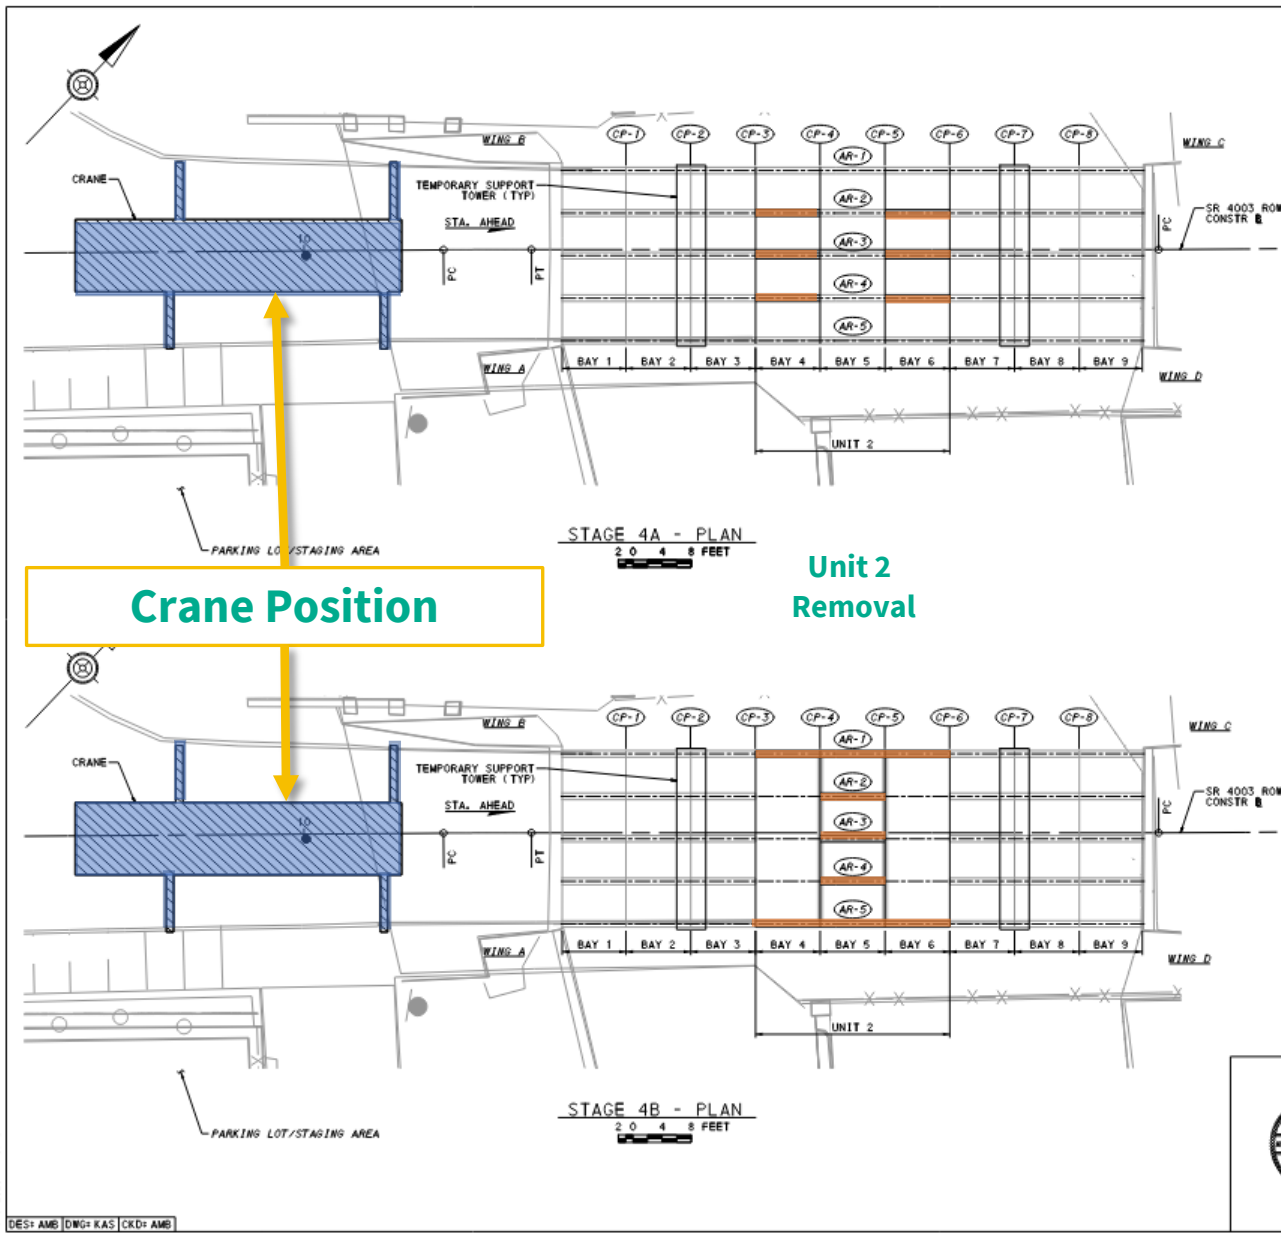 CP-1 CP-2 CP-3 CP-4 CP-5 CP-6 CP-7 CP-8
WING B
WING C
AR-1
CRANE
TEMPORARY SUPPORT
TOWER (TYP)
AR-2
STA. AHEAD
PC
SR 4003 ROW
CONSTR B
10
AR-3
PC
PT
AR-4
AR-5
BAY 1 BAY 2 BAY 3 BAY 4 BAY 5 BAY 6 BAY 7 BAY 8 BAY 9
WING A
WING D
UNIT 2
PARKING LOT/STAGING AREA
STAGE 4A - PLAN
2 0 4 8 FEET
Unit 2
Removal
Crane Position
CP-1 CP-2 CP-3 CP-4 CP-5 CP-6 CP-7 CP-8
WING B
WING C
AR-1
CRANE
TEMPORARY SUPPORT
TOWER (TYP)
AR-2
STA. AHEAD
PC
SR 4003 ROW
CONSTR B
10
AR-3
PC
PT
AR-4
AR-5
BAY 1 BAY 2 BAY 3 BAY 4 BAY 5 BAY 6 BAY 7 BAY 8 BAY 9
WING A
WING D
UNIT 2
PARKING LOT/STAGING AREA
STAGE 4B - PLAN
2 0 4 8 FEET
DES: AMB DWG: KAS CKD: AMB